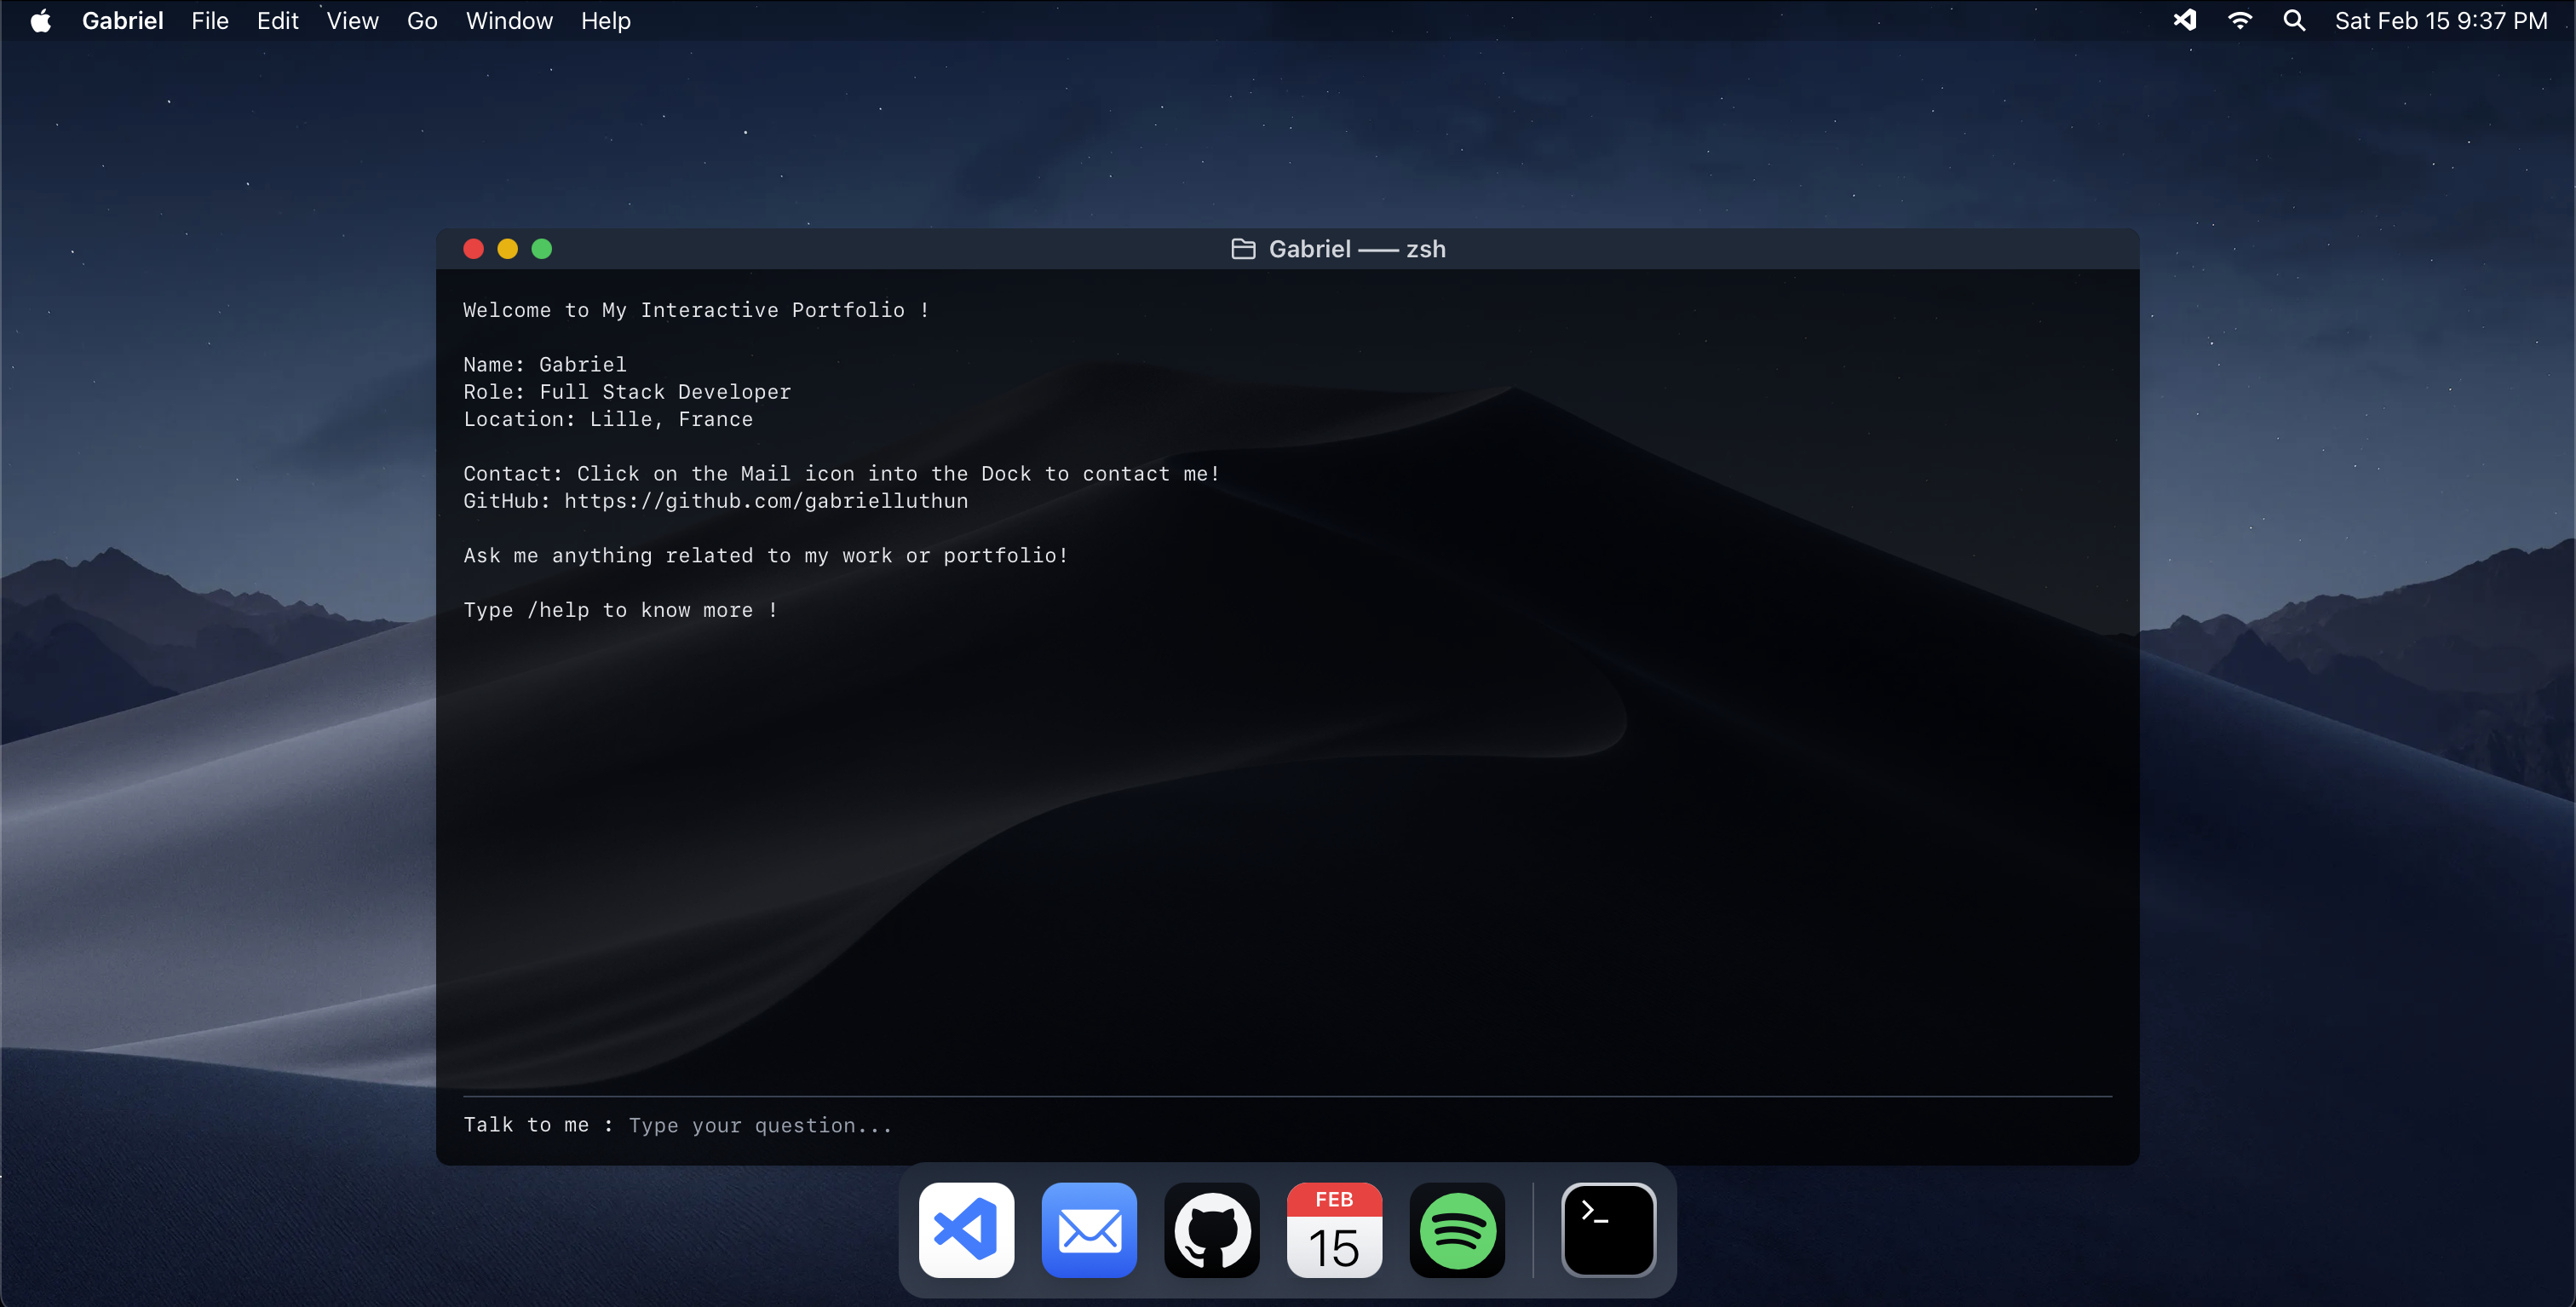 Gabriel File Edit View Go Window Help Sat Feb 15 9:37 PM
Gabriel —— zsh
Welcome to My Interactive Portfolio !
Name: Gabriel
Role: Full Stack Developer
Location: Lille, France
Contact: Click on the Mail icon into the Dock to contact me!
GitHub: https://github.com/gabrielluthun
Ask me anything related to my work or portfolio!
Type /help to know more !
Talk to me : Type your question...
FEB
15
>_